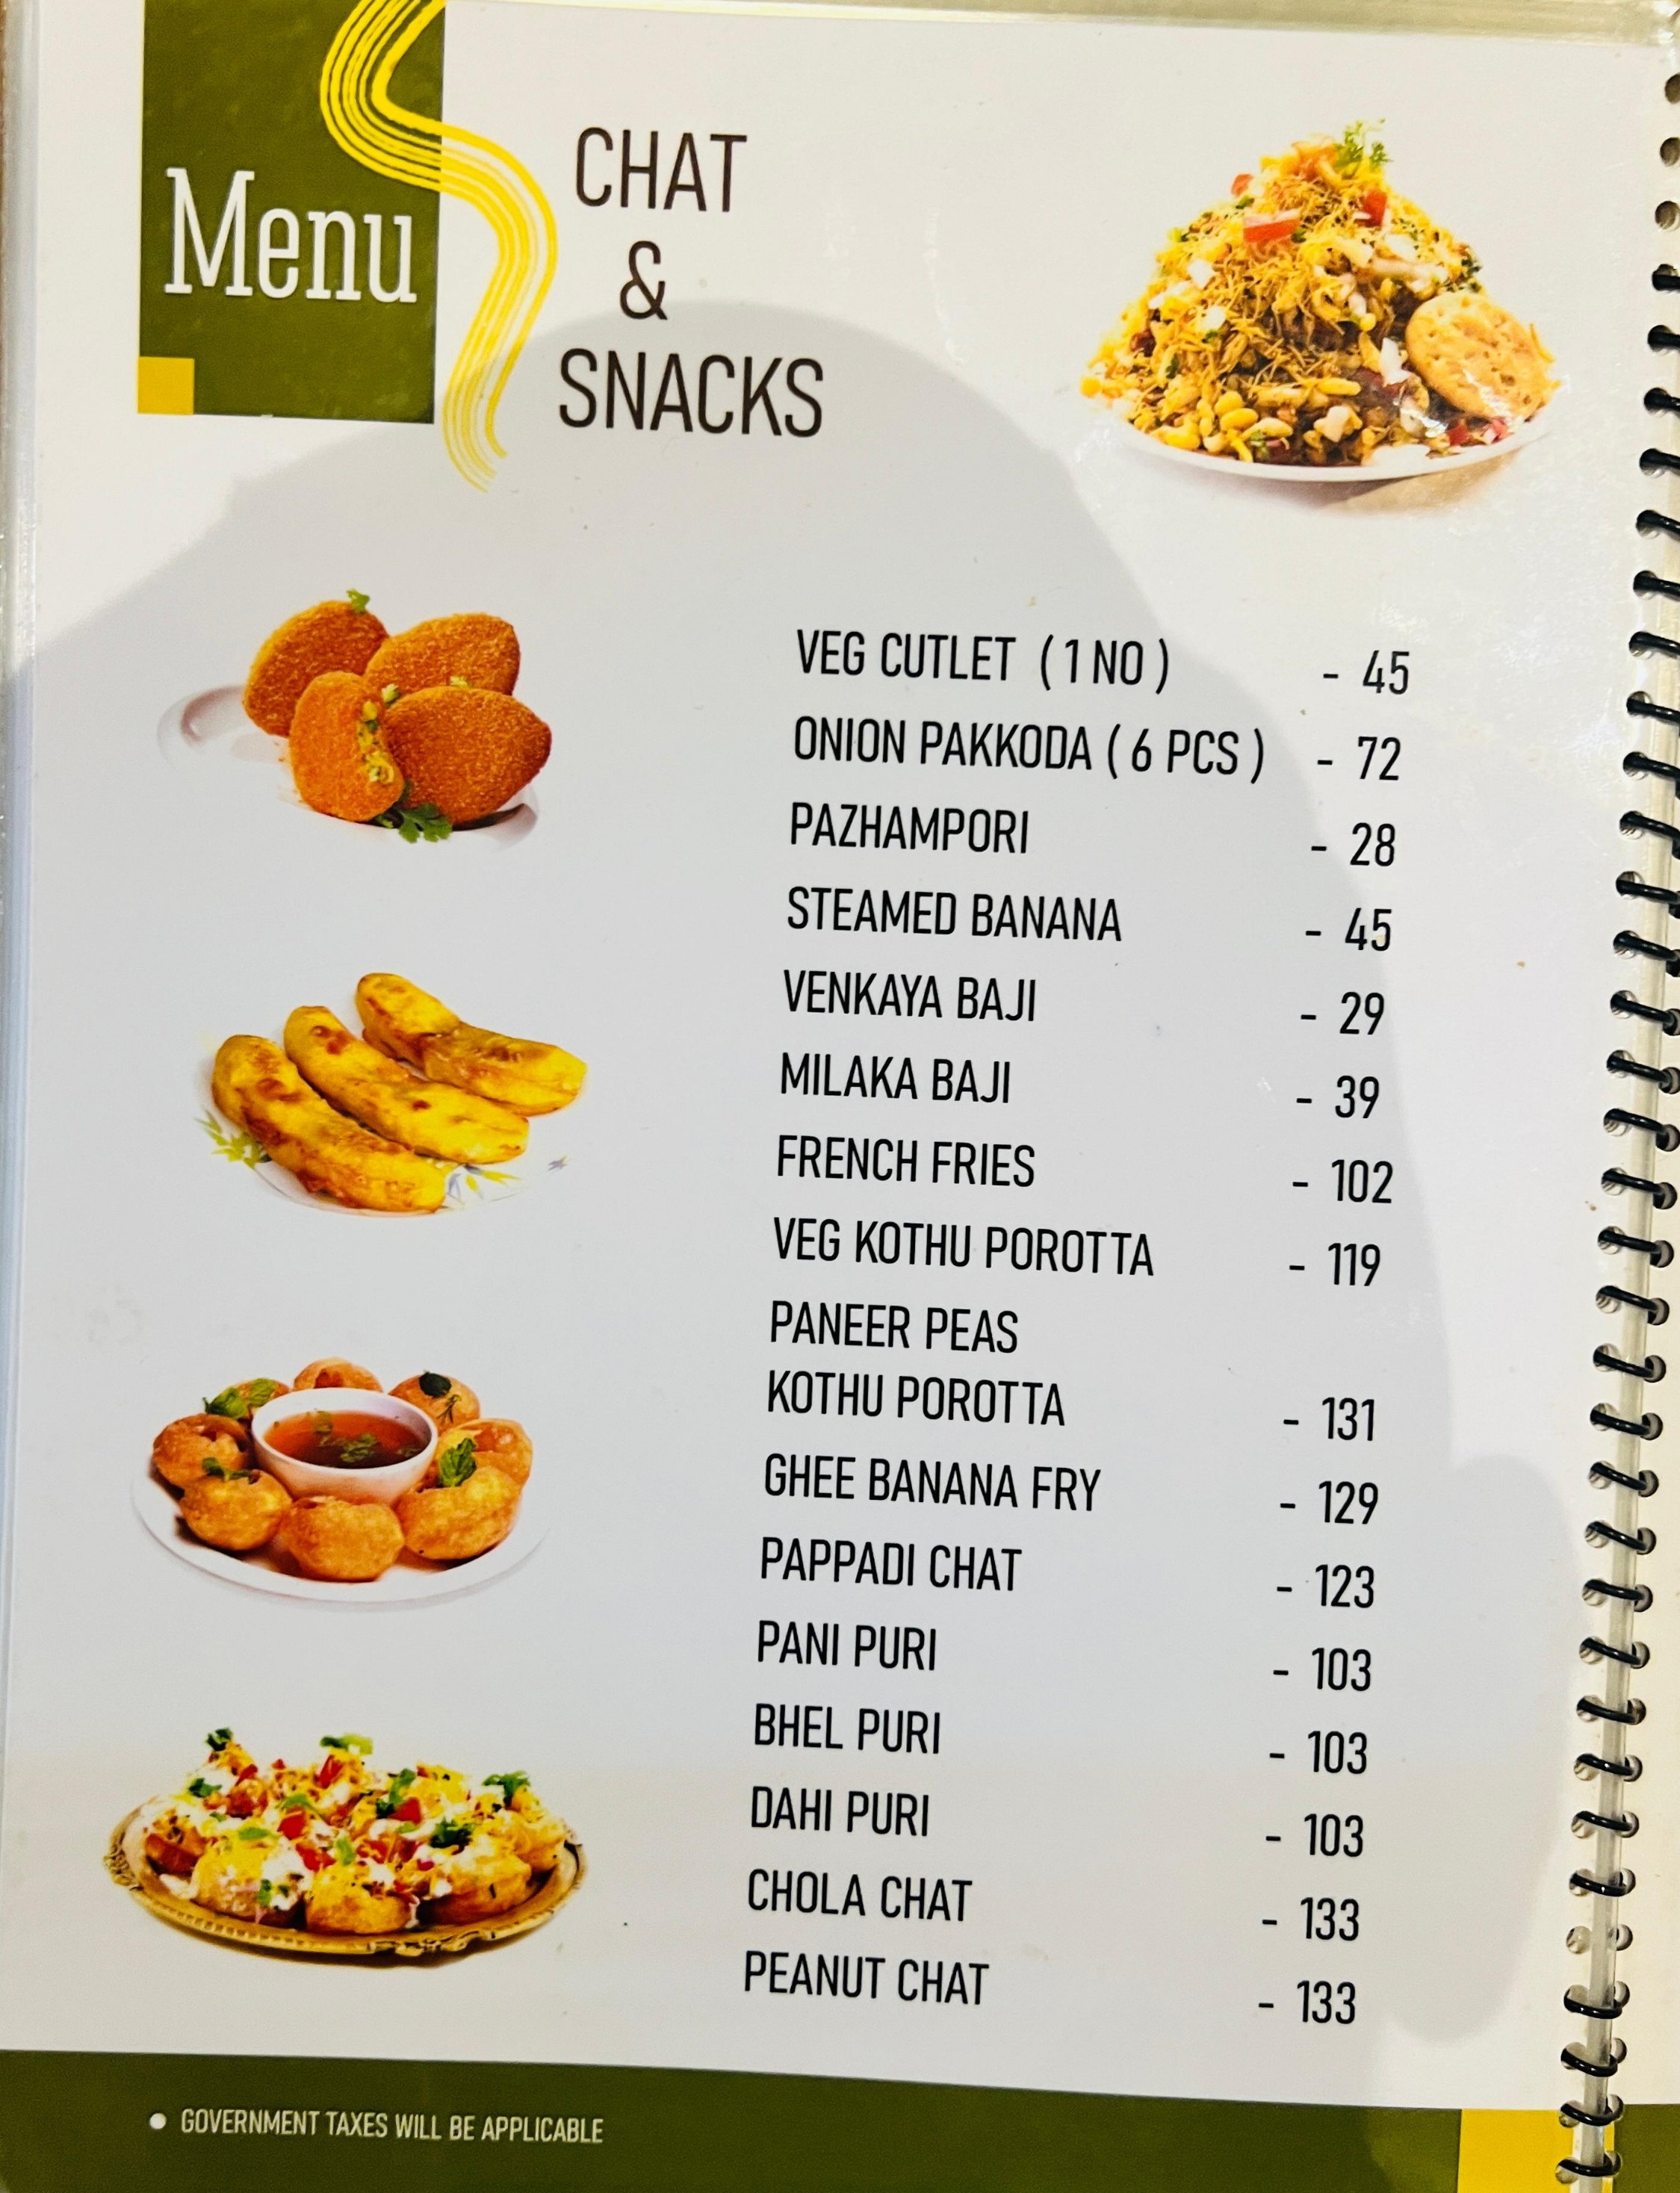 Menu
CHAT
&
SNACKS
VEG CUTLET ( 1 NO ) - 45
ONION PAKKODA ( 6 PCS ) - 72
PAZHAMPORI - 28
STEAMED BANANA - 45
VENKAYA BAJI - 29
MILAKA BAJI - 39
FRENCH FRIES - 102
VEG KOTHU POROTTA - 119
PANEER PEAS
KOTHU POROTTA - 131
GHEE BANANA FRY - 129
PAPPADI CHAT - 123
PANI PURI - 103
BHEL PURI - 103
DAHI PURI - 103
CHOLA CHAT - 133
PEANUT CHAT - 133
• GOVERNMENT TAXES WILL BE APPLICABLE